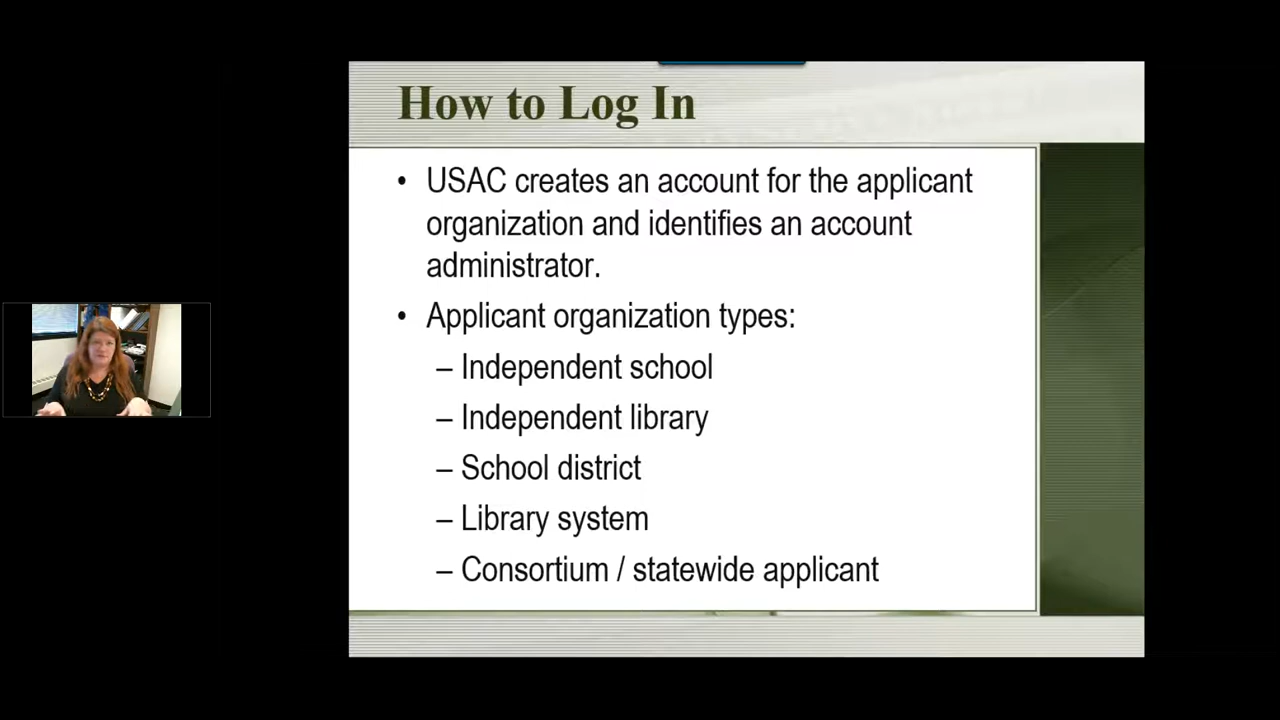 How to Log In
• USAC creates an account for the applicant
organization and identifies an account
administrator.
• Applicant organization types:
– Independent school
– Independent library
– School district
– Library system
– Consortium / statewide applicant